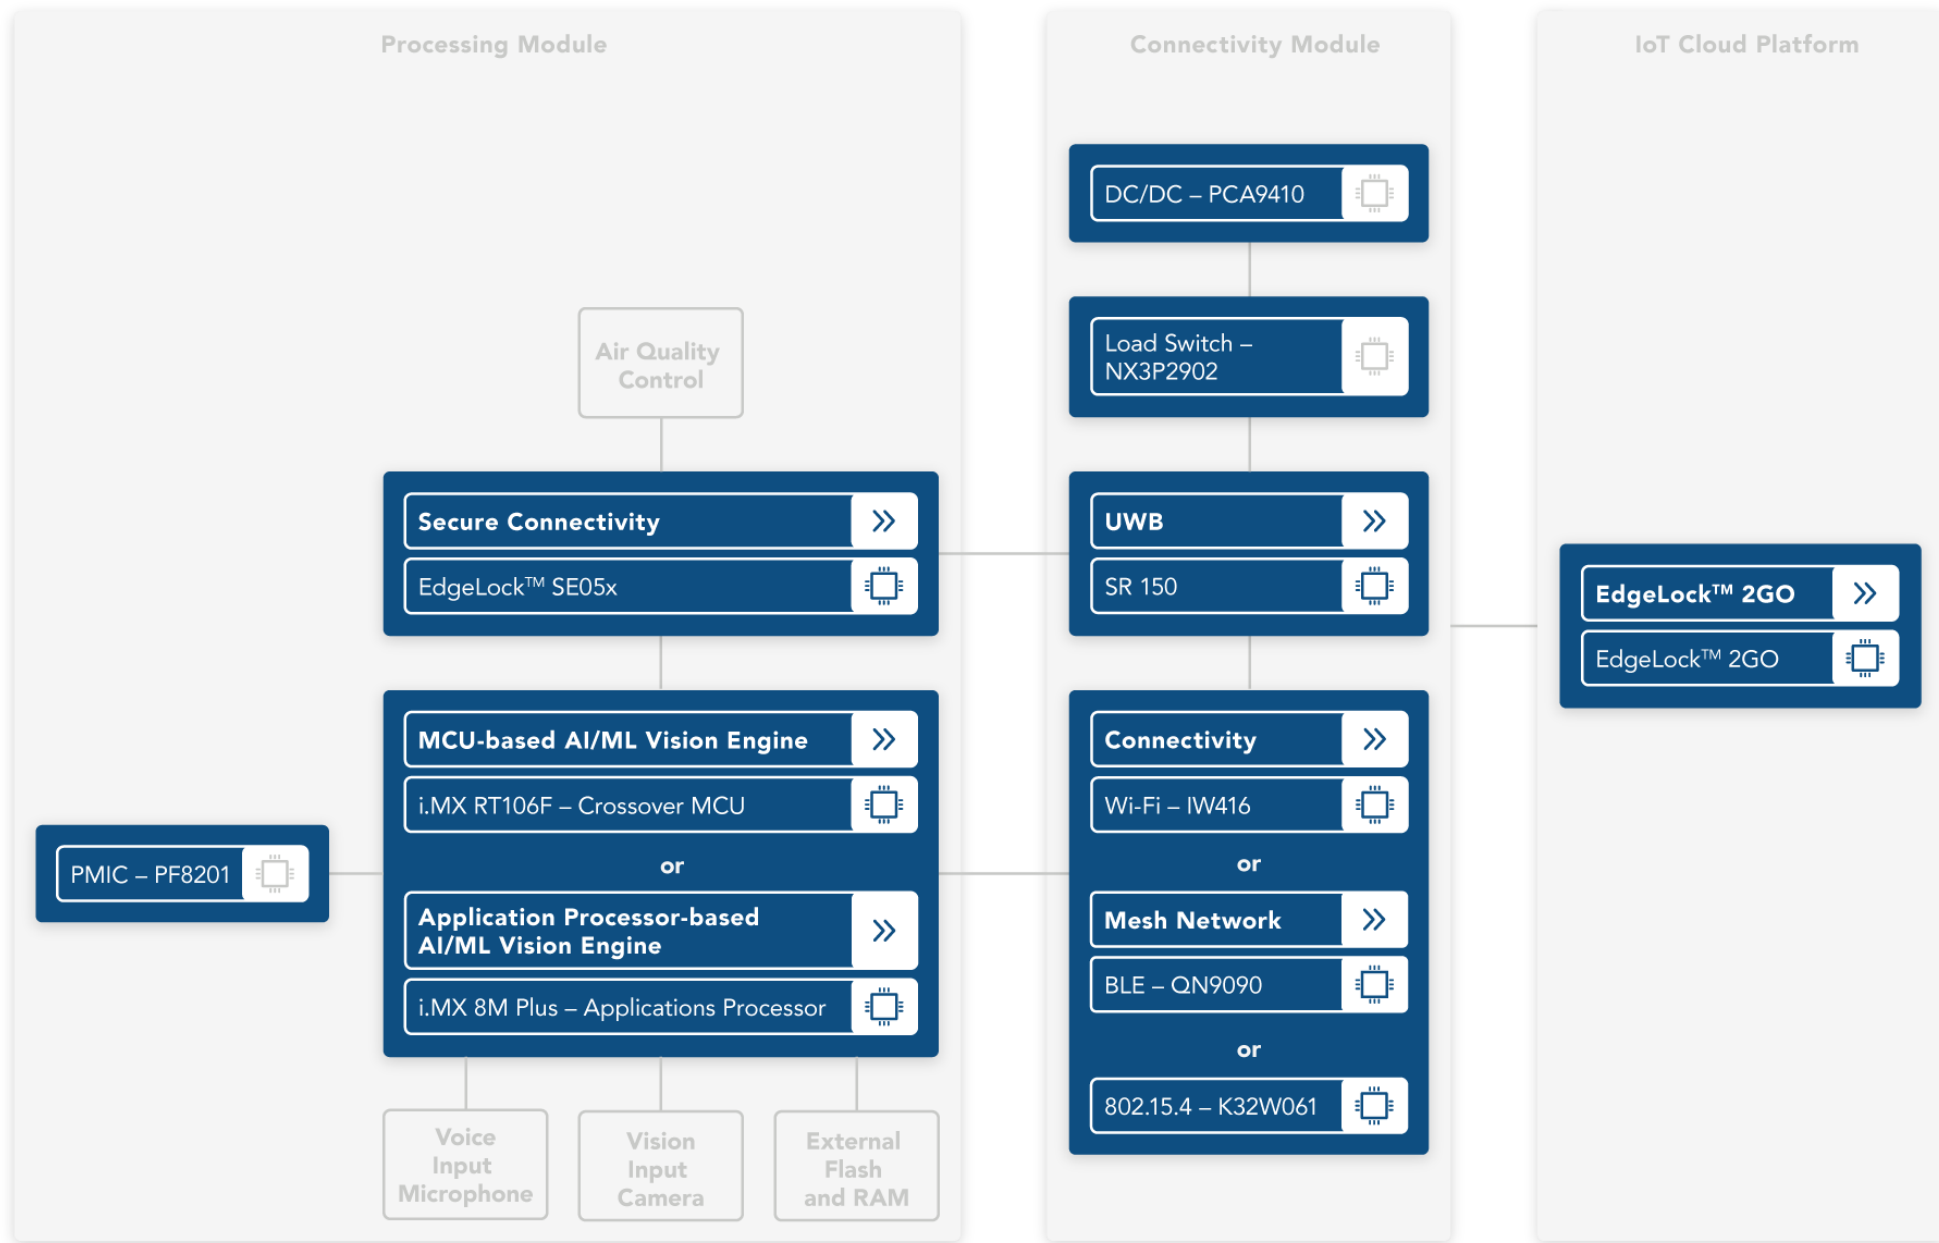 Processing Module
Air Quality
Control
Secure Connectivity
EdgeLock™ SE05x
MCU-based AI/ML Vision Engine
i.MX RT106F – Crossover MCU
or
Application Processor-based
AI/ML Vision Engine
i.MX 8M Plus – Applications Processor
PMIC – PF8201
Voice
Input
Microphone
Vision
Input
Camera
External
Flash
and RAM
Connectivity Module
DC/DC – PCA9410
Load Switch –
NX3P2902
UWB
SR 150
Connectivity
Wi-Fi – IW416
or
Mesh Network
BLE – QN9090
or
802.15.4 – K32W061
IoT Cloud Platform
EdgeLock™ 2GO
EdgeLock™ 2GO